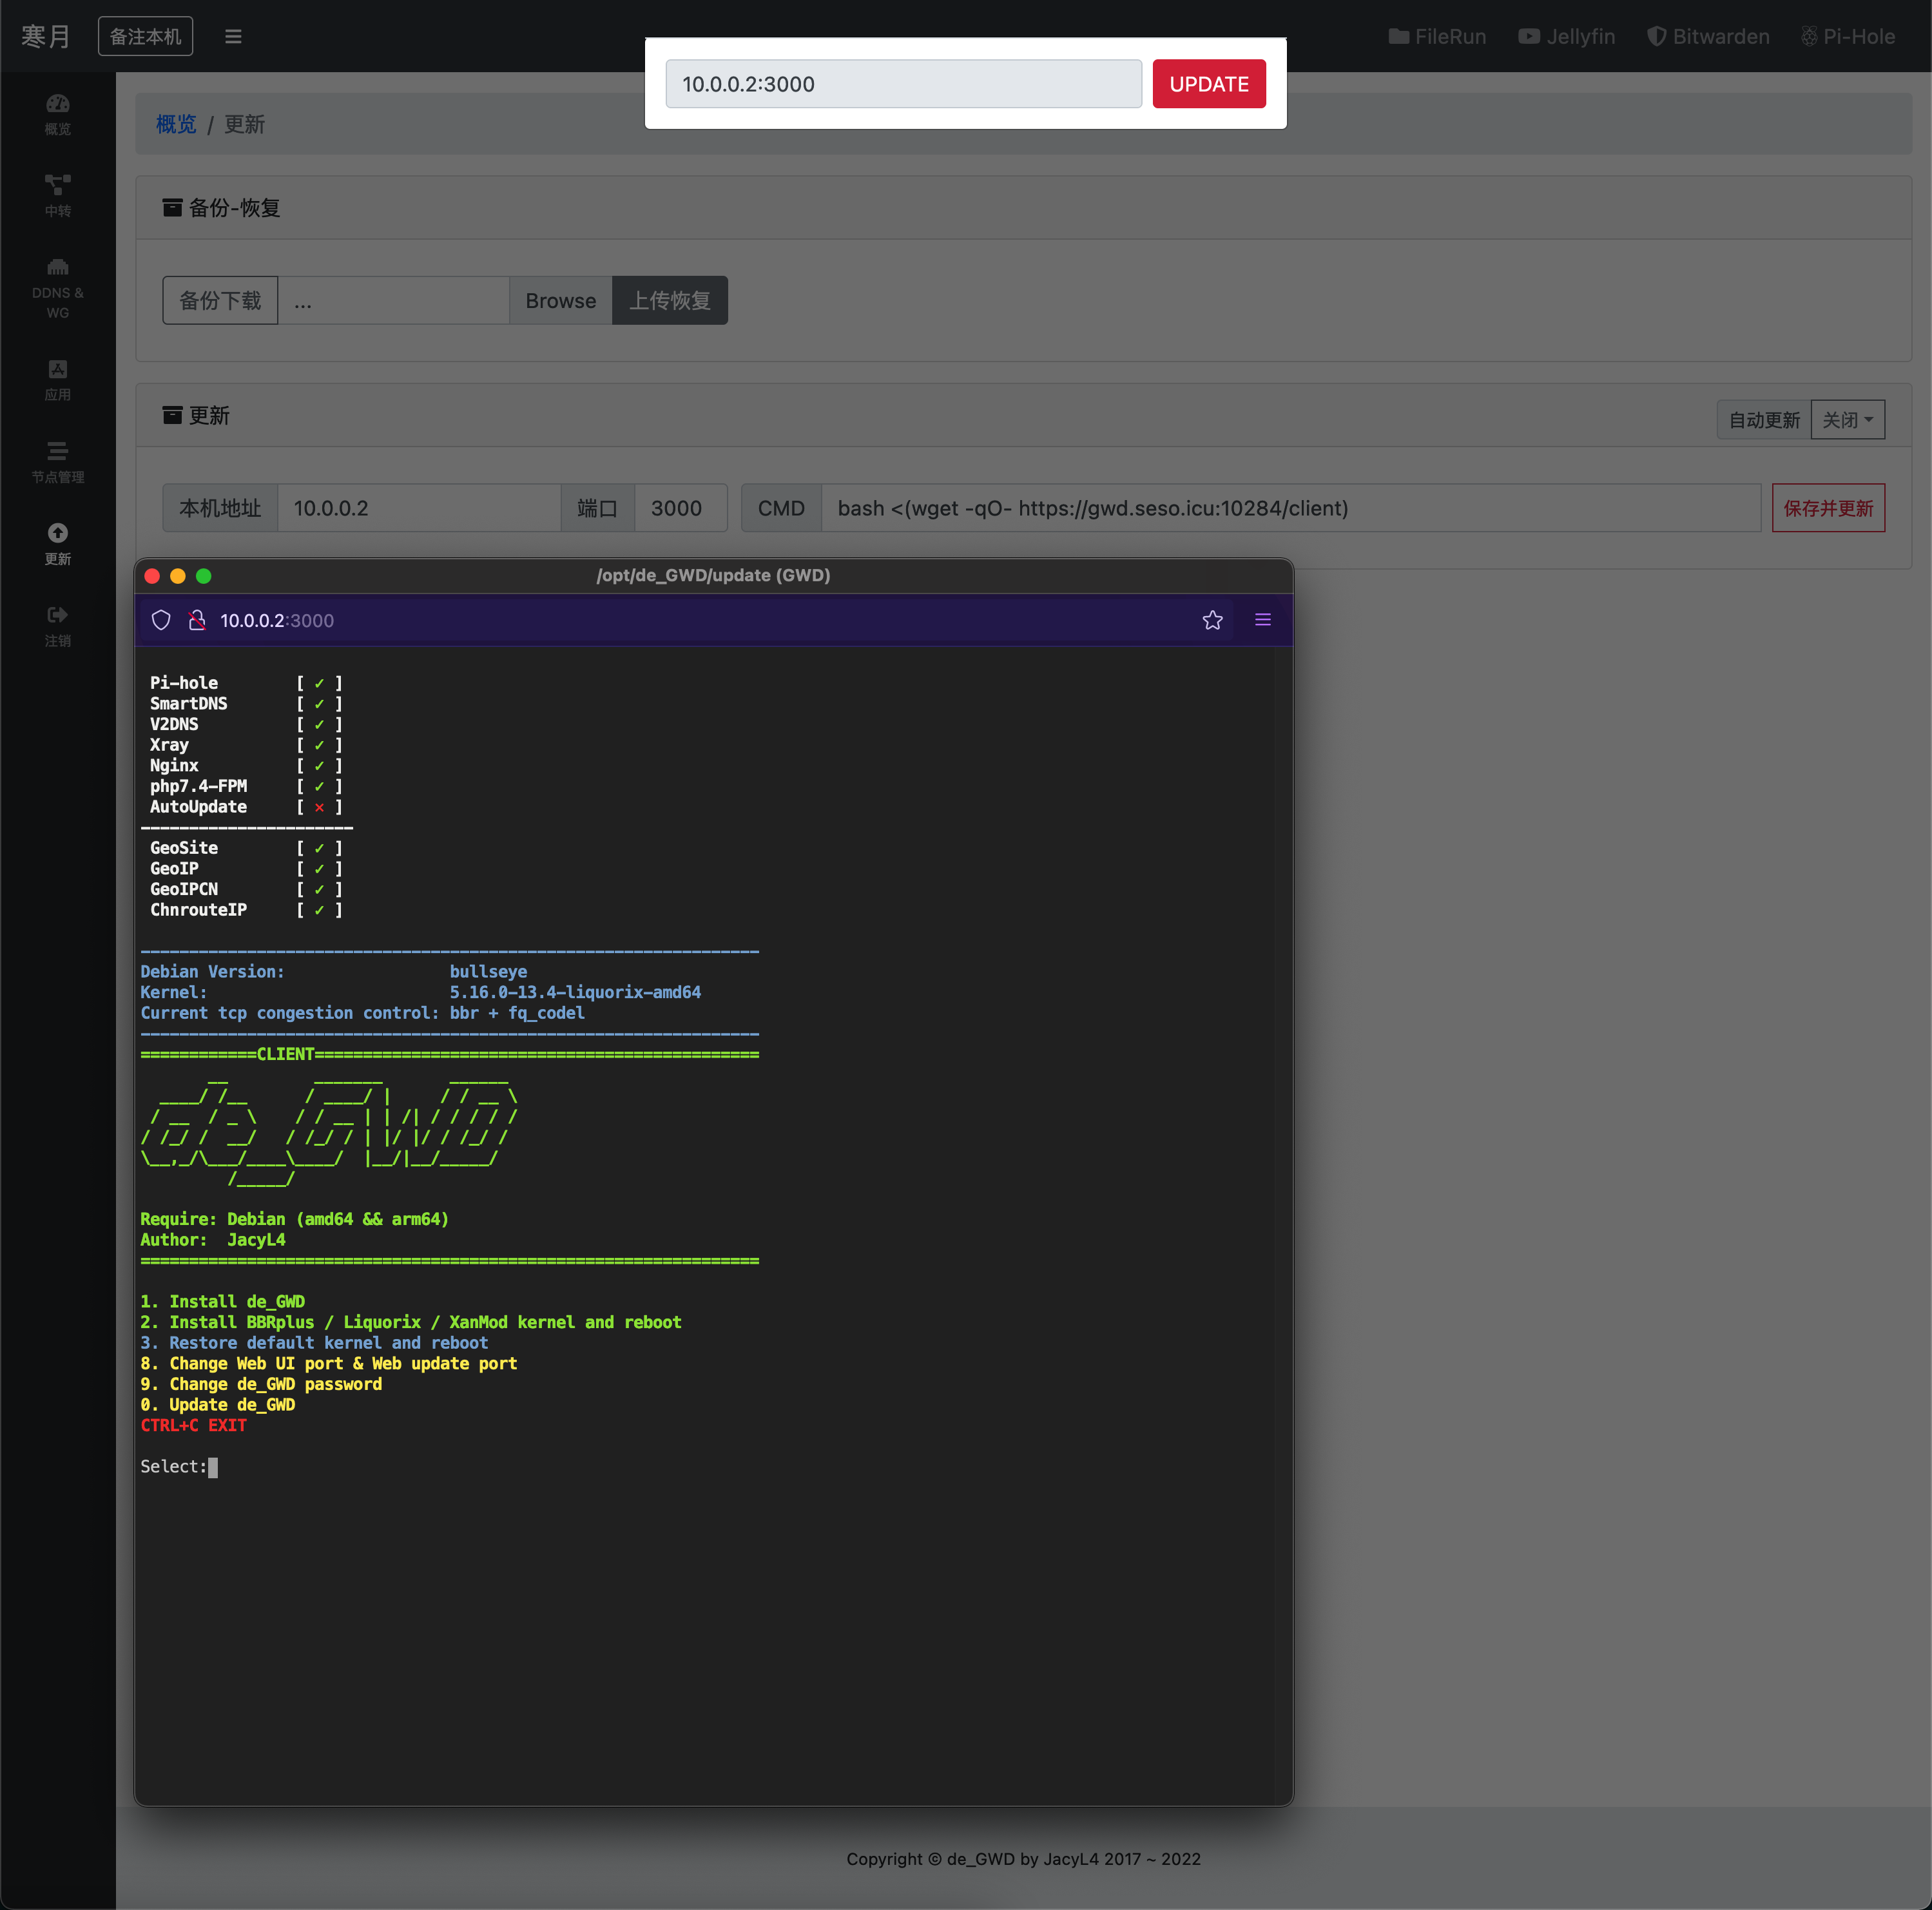 寒月 备注本机 FileRun Jellyfin Bitwarden Pi-Hole
10.0.0.2:3000 UPDATE
概览
中转
DDNS &
WG
应用
节点管理
更新
注销
概览 / 更新
备份-恢复
备份下载 ... Browse 上传恢复
更新 自动更新 关闭
本机地址 10.0.0.2 端口 3000 CMD bash <(wget -qO- https://gwd.seso.icu:10284/client) 保存并更新
/opt/de_GWD/update (GWD)
10.0.0.2:3000
Pi-hole [ ✓ ]
SmartDNS [ ✓ ]
V2DNS [ ✓ ]
Xray [ ✓ ]
Nginx [ ✓ ]
php7.4-FPM [ ✓ ]
AutoUpdate [ × ]
----------------------
GeoSite [ ✓ ]
GeoIP [ ✓ ]
GeoIPCN [ ✓ ]
ChnrouteIP [ ✓ ]
----------------------------------------------------------------
Debian Version: bullseye
Kernel: 5.16.0-13.4-liquorix-amd64
Current tcp congestion control: bbr + fq_codel
----------------------------------------------------------------
============CLIENT==============================================
de_GWD
Require: Debian (amd64 && arm64)
Author: JacyL4
================================================================
1. Install de_GWD
2. Install BBRplus / Liquorix / XanMod kernel and reboot
3. Restore default kernel and reboot
8. Change Web UI port & Web update port
9. Change de_GWD password
0. Update de_GWD
CTRL+C EXIT
Select:
Copyright © de_GWD by JacyL4 2017 ~ 2022